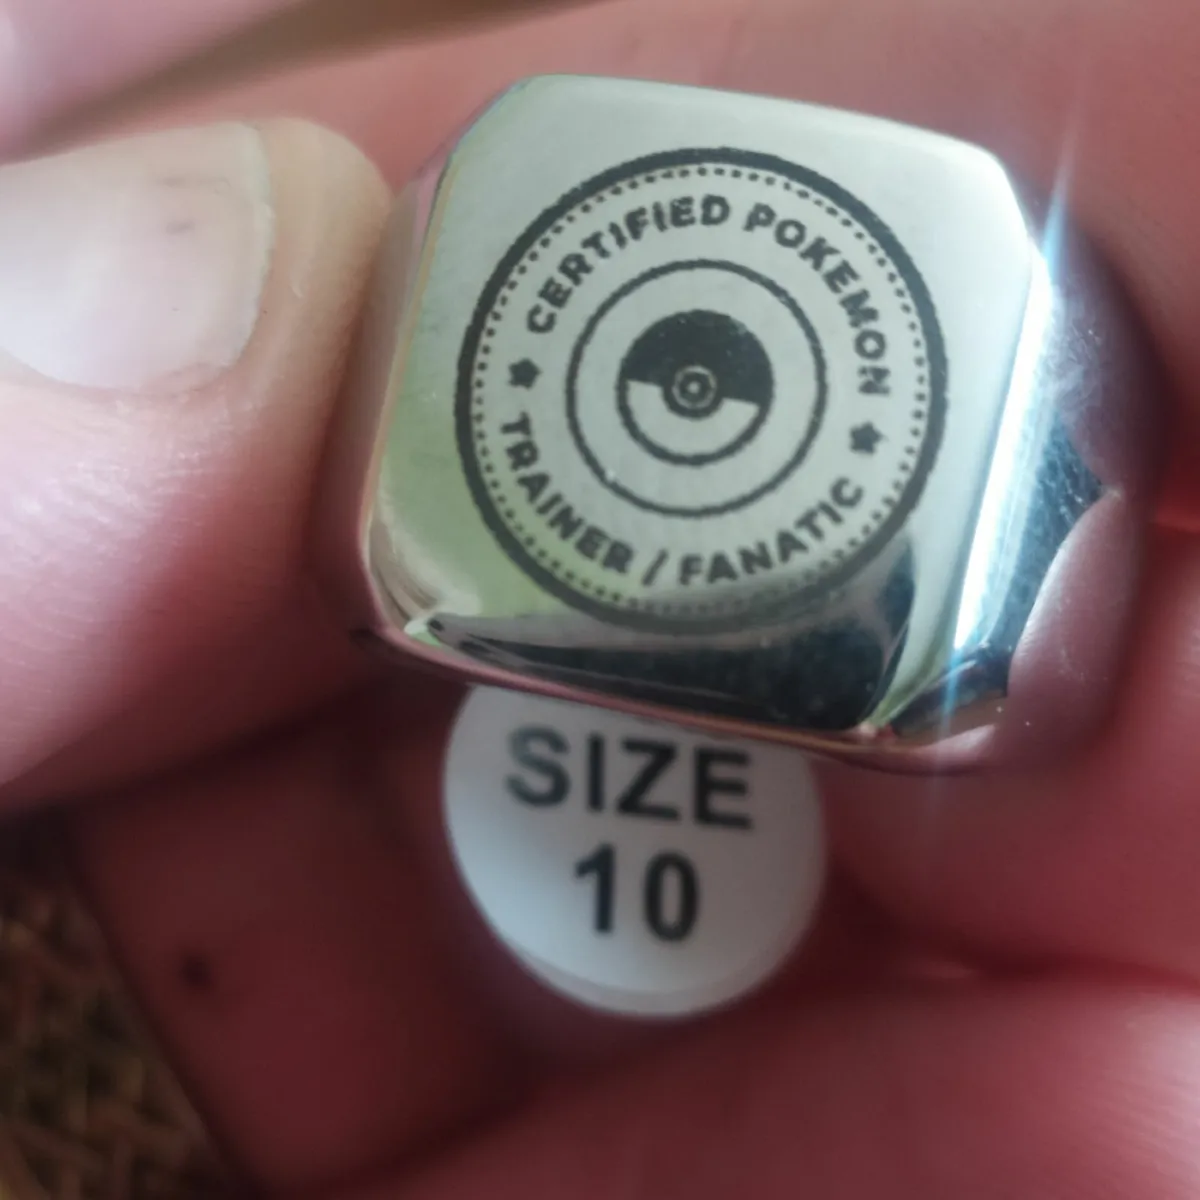 CERTIFIED POKEMON
TRAINER / FANATIC
SIZE
10